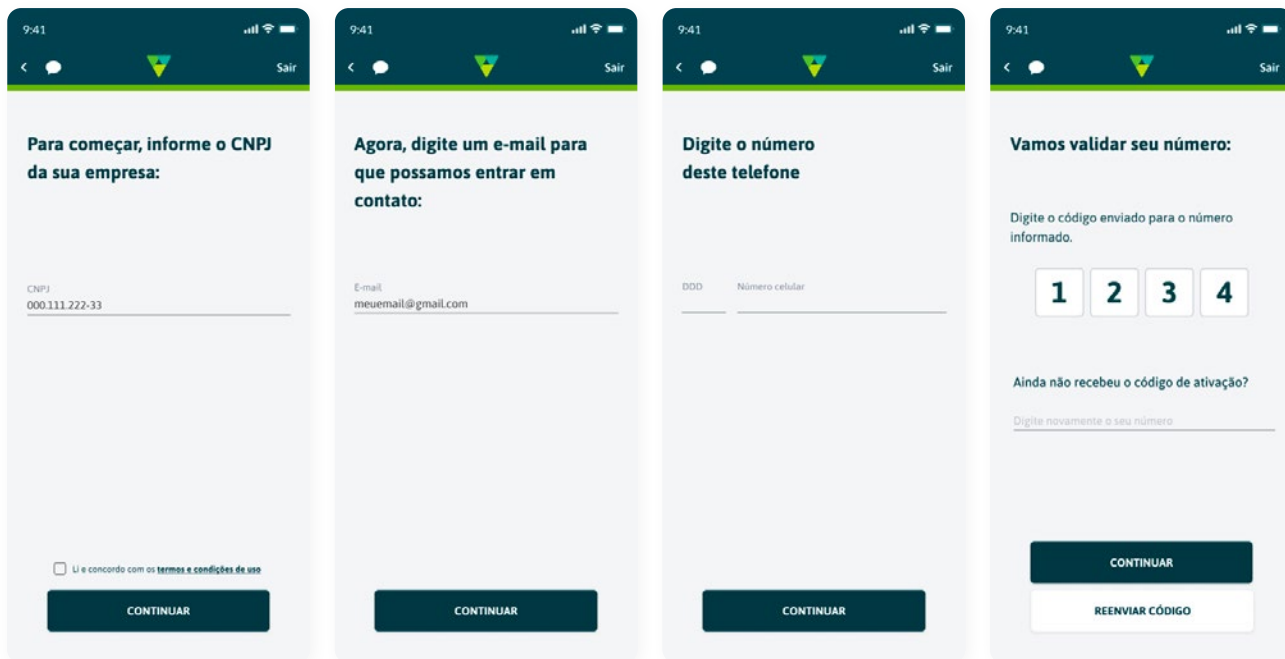 9:41
Sair
Para começar, informe o CNPJ
da sua empresa:
CNPJ
000.111.222-33
Li e concordo com os termos e condições de uso
CONTINUAR
9:41
Sair
Agora, digite um e-mail para
que possamos entrar em
contato:
E-mail
meuemail@gmail.com
CONTINUAR
9:41
Sair
Digite o número
deste telefone
DDD Número celular
CONTINUAR
9:41
Sair
Vamos validar seu número:
Digite o código enviado para o número
informado.
1 2 3 4
Ainda não recebeu o código de ativação?
Digite novamente o seu número
CONTINUAR
REENVIAR CÓDIGO